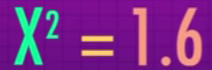 X² = 1.6